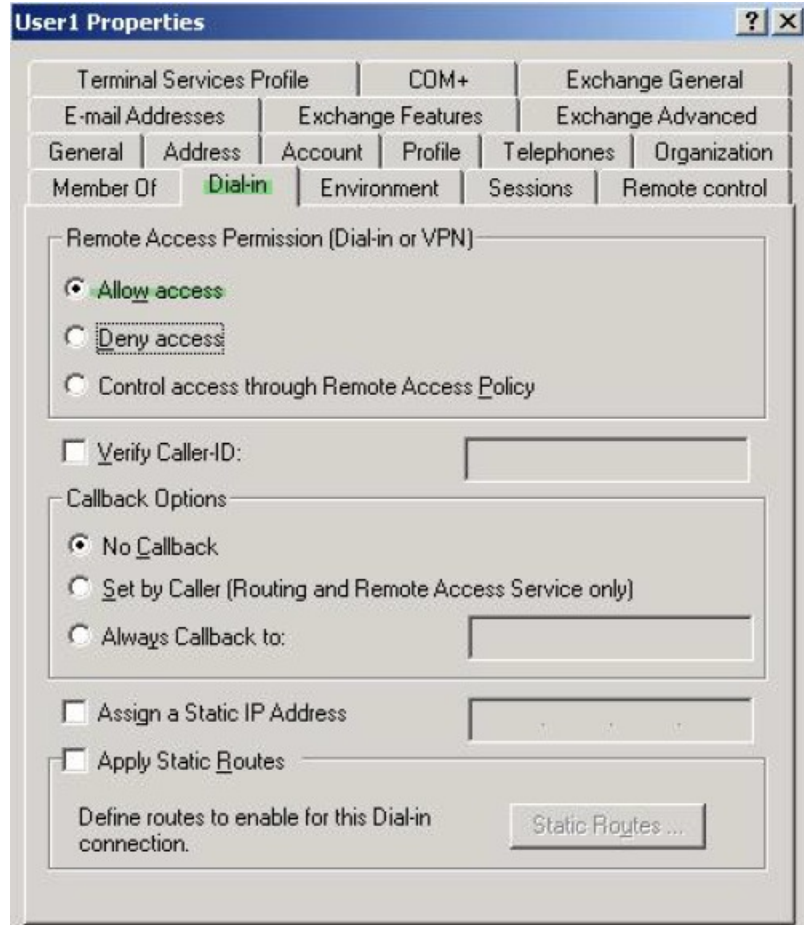 User1 Properties
Terminal Services Profile COM+ Exchange General
E-mail Addresses Exchange Features Exchange Advanced
General Address Account Profile Telephones Organization
Member Of Dial-in Environment Sessions Remote control
Remote Access Permission (Dial-in or VPN)
Allow access
Deny access
Control access through Remote Access Policy
Verify Caller-ID:
Callback Options
No Callback
Set by Caller (Routing and Remote Access Service only)
Always Callback to:
Assign a Static IP Address
Apply Static Routes
Define routes to enable for this Dial-in
connection.
Static Routes ...